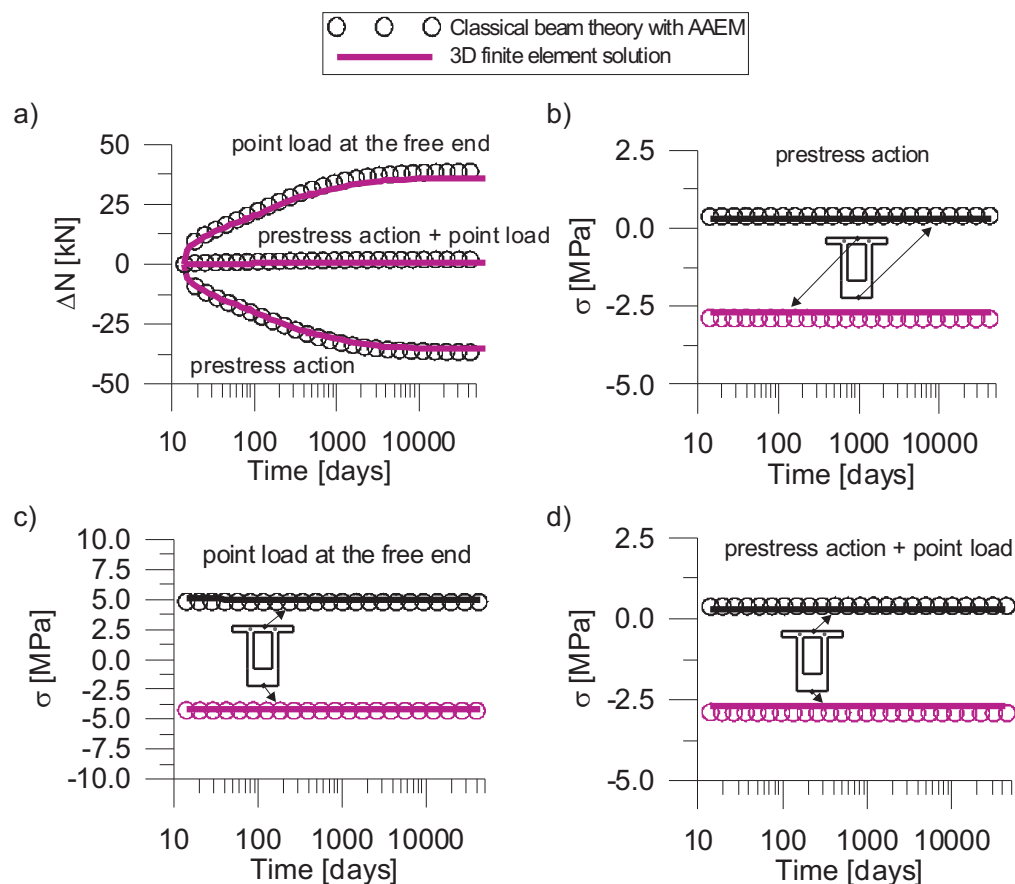 Classical beam theory with AAEM
3D finite element solution
a)
50
25
0
-25
-50
ΔN [kN]
point load at the free end
prestress action + point load
prestress action
10 100 1000 10000
Time [days]
b)
2.5
0.0
-2.5
-5.0
σ [MPa]
prestress action
10 100 1000 10000
Time [days]
c)
10.0
7.5
5.0
2.5
0.0
-2.5
-5.0
-7.5
-10.0
σ [MPa]
point load at the free end
10 100 1000 10000
Time [days]
d)
2.5
0.0
-2.5
-5.0
σ [MPa]
prestress action + point load
10 100 1000 10000
Time [days]